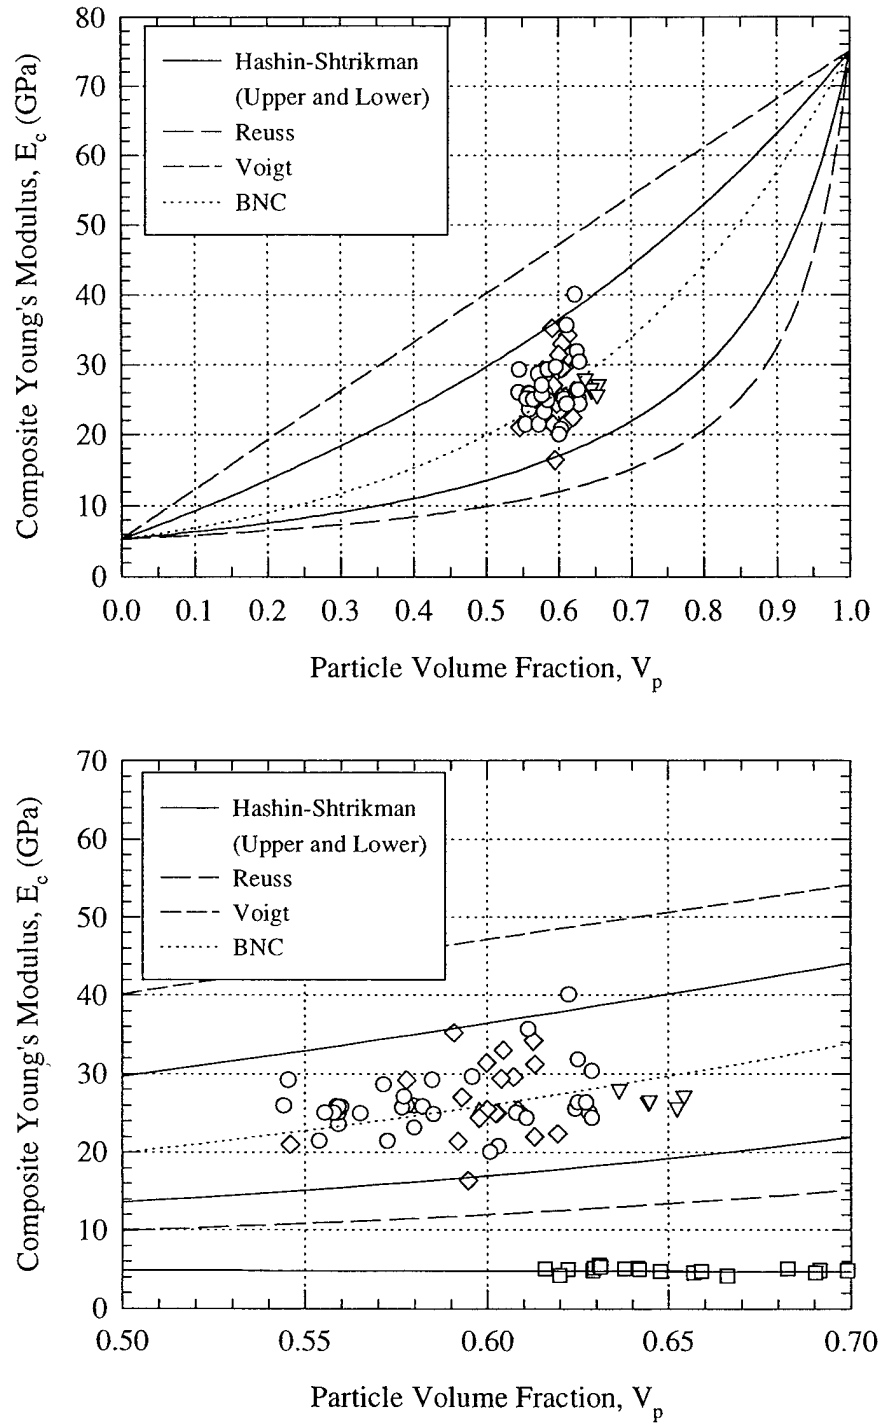 80
70
60
50
40
30
20
10
0
Composite Young's Modulus, E_c (GPa)
Hashin-Shtrikman
(Upper and Lower)
Reuss
Voigt
BNC
0.0 0.1 0.2 0.3 0.4 0.5 0.6 0.7 0.8 0.9 1.0
Particle Volume Fraction, V_p
70
60
50
40
30
20
10
0
Composite Young's Modulus, E_c (GPa)
Hashin-Shtrikman
(Upper and Lower)
Reuss
Voigt
BNC
0.50 0.55 0.60 0.65 0.70
Particle Volume Fraction, V_p